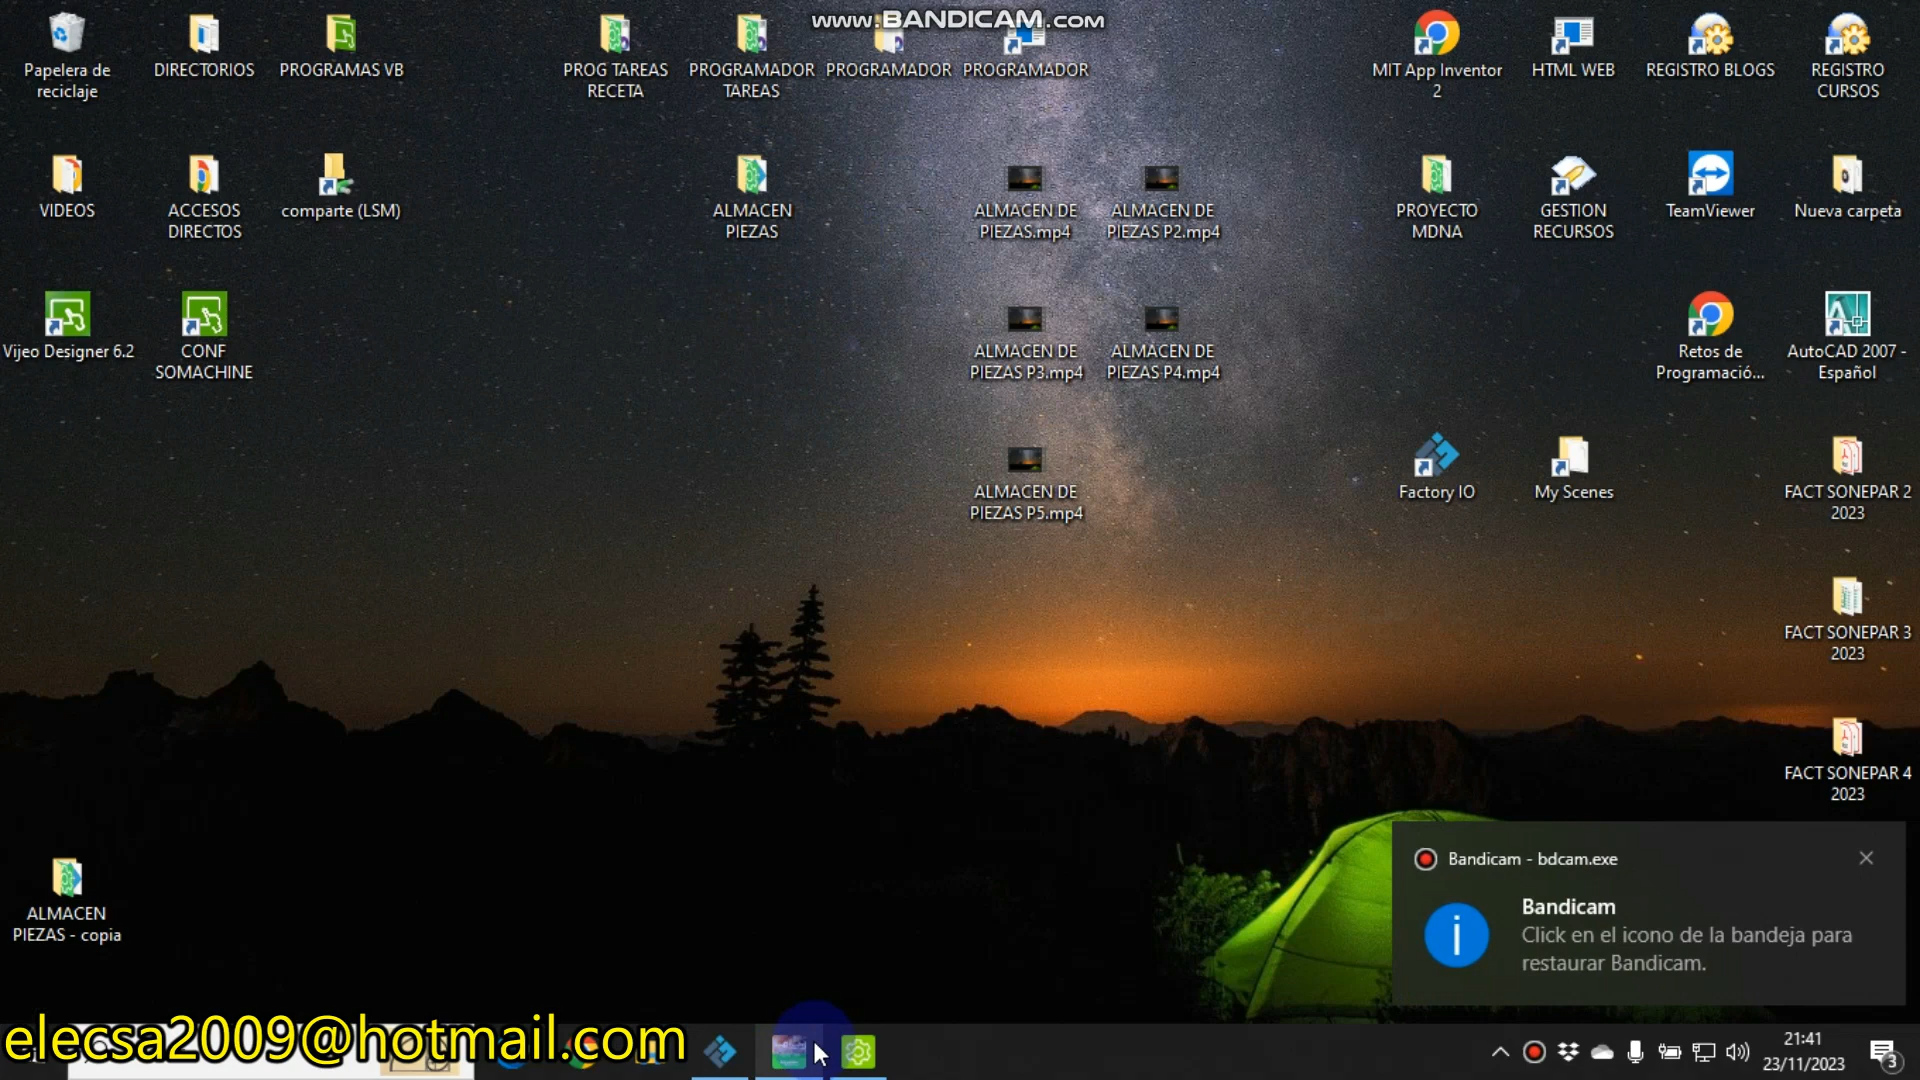 www.BANDICAM.com
Papelera de
reciclaje
DIRECTORIOS
PROGRAMAS VB
PROG TAREAS
RECETA
PROGRAMADOR
TAREAS
PROGRAMADOR
PROGRAMADOR
MIT App Inventor
2
HTML WEB
REGISTRO BLOGS
REGISTRO
CURSOS
VIDEOS
ACCESOS
DIRECTOS
comparte (LSM)
ALMACEN
PIEZAS
ALMACEN DE
PIEZAS.mp4
ALMACEN DE
PIEZAS P2.mp4
PROYECTO
MDNA
GESTION
RECURSOS
TeamViewer
Nueva carpeta
Vijeo Designer 6.2
CONF
SOMACHINE
ALMACEN DE
PIEZAS P3.mp4
ALMACEN DE
PIEZAS P4.mp4
Retos de
Programació...
AutoCAD 2007 -
Español
ALMACEN DE
PIEZAS P5.mp4
Factory IO
My Scenes
FACT SONEPAR 2
2023
FACT SONEPAR 3
2023
FACT SONEPAR 4
2023
ALMACEN
PIEZAS - copia
Bandicam - bdcam.exe
Bandicam
Click en el icono de la bandeja para
restaurar Bandicam.
elecsa2009@hotmail.com
21:41
23/11/2023
3